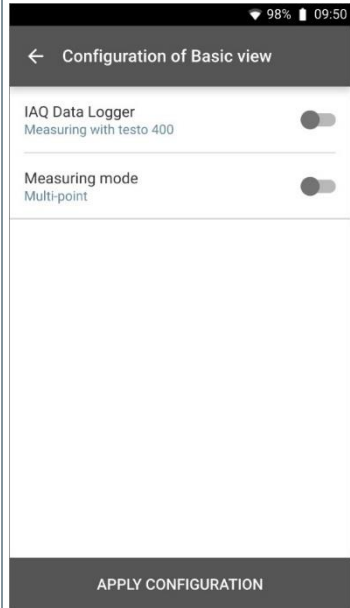 98% 09:50
Configuration of Basic view
IAQ Data Logger
Measuring with testo 400
Measuring mode
Multi-point
APPLY CONFIGURATION